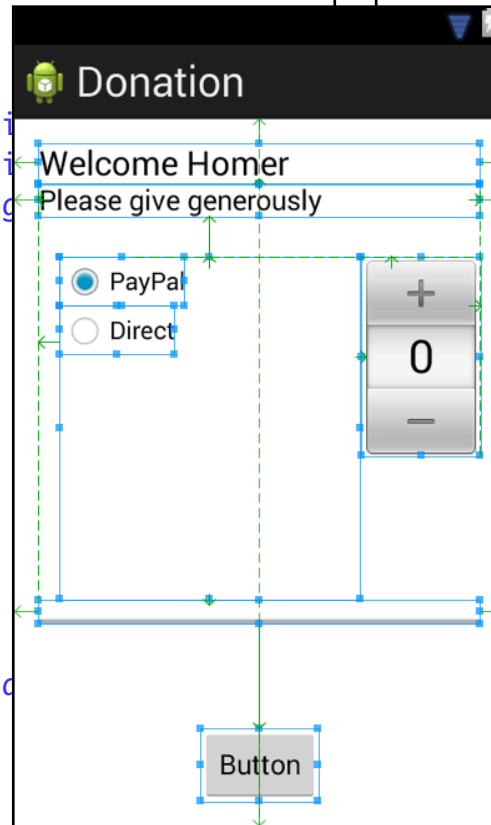 Donation
Welcome Homer
Please give generously
PayPal
Direct
+
0
−
Button